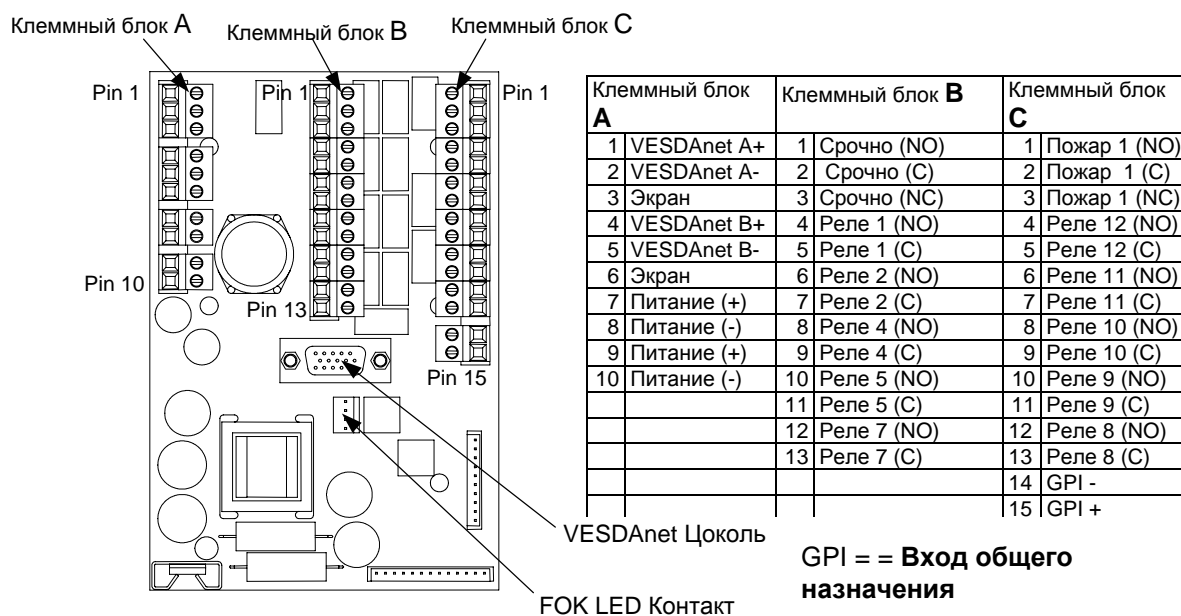 Клеммный блок A
Клеммный блок B
Клеммный блок C
Pin 1
Pin 1
Pin 1
Pin 10
Pin 13
Pin 15
VESDAnet Цоколь
FOK LED Контакт
Клеммный блок A
Клеммный блок B
Клеммный блок C
1 VESDAnet A+ 1 Срочно (NO) 1 Пожар 1 (NO)
2 VESDAnet A- 2 Срочно (C) 2 Пожар 1 (C)
3 Экран 3 Срочно (NC) 3 Пожар 1 (NC)
4 VESDAnet B+ 4 Реле 1 (NO) 4 Реле 12 (NO)
5 VESDAnet B- 5 Реле 1 (C) 5 Реле 12 (C)
6 Экран 6 Реле 2 (NO) 6 Реле 11 (NO)
7 Питание (+) 7 Реле 2 (C) 7 Реле 11 (C)
8 Питание (-) 8 Реле 4 (NO) 8 Реле 10 (NO)
9 Питание (+) 9 Реле 4 (C) 9 Реле 10 (C)
10 Питание (-) 10 Реле 5 (NO) 10 Реле 9 (NO)
11 Реле 5 (C) 11 Реле 9 (C)
12 Реле 7 (NO) 12 Реле 8 (NO)
13 Реле 7 (C) 13 Реле 8 (C)
14 GPI -
15 GPI +
GPI = = Вход общего
назначения